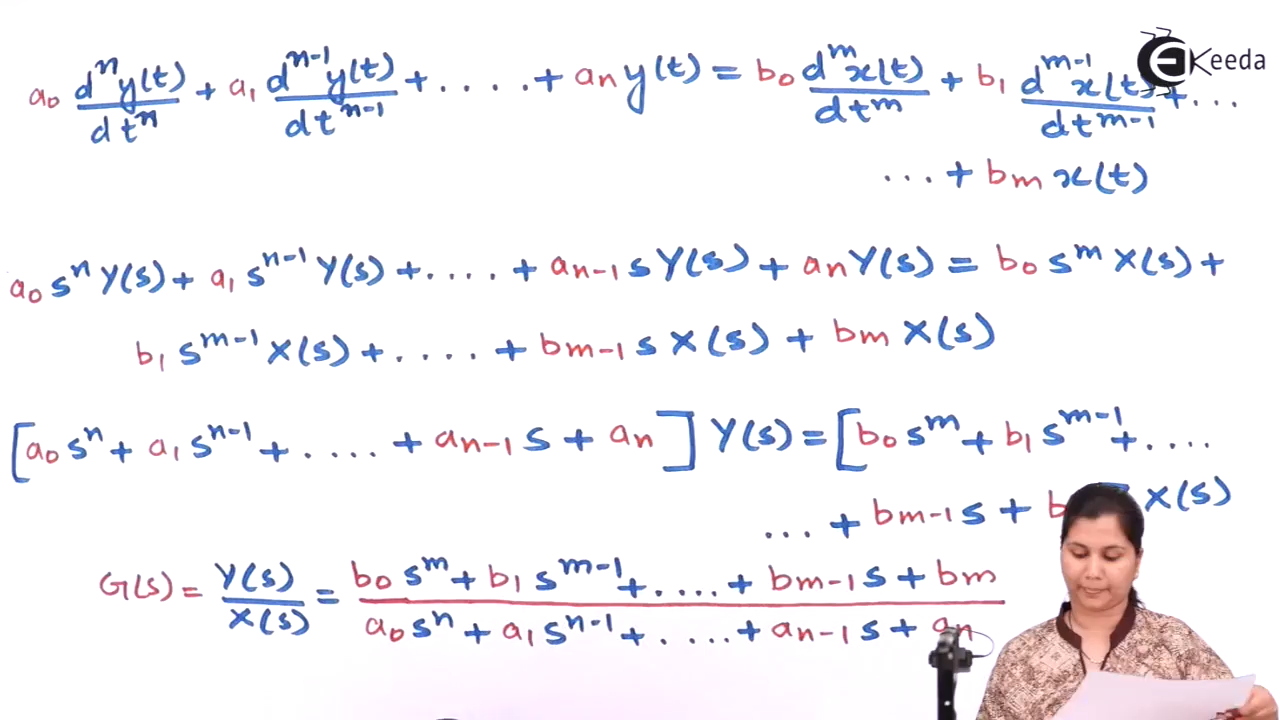 EKeeda
a₀ dⁿy(t)/dtⁿ + a₁ dⁿ⁻¹y(t)/dtⁿ⁻¹ + ..... + aₙ y(t) = b₀ dᵐx(t)/dtᵐ + b₁ dᵐ⁻¹x(t)/dtᵐ⁻¹ + ...
... + bₘ x(t)
a₀ sⁿ Y(s) + a₁ sⁿ⁻¹ Y(s) + ..... + aₙ₋₁ s Y(s) + aₙ Y(s) = b₀ sᵐ X(s) +
b₁ sᵐ⁻¹ X(s) + ..... + bₘ₋₁ s X(s) + bₘ X(s)
[a₀ sⁿ + a₁ sⁿ⁻¹ + ..... + aₙ₋₁ s + aₙ] Y(s) = [b₀ sᵐ + b₁ sᵐ⁻¹ + ....
... + bₘ₋₁ s + b ] X(s)
G(s) = Y(s)/X(s) = (b₀ sᵐ + b₁ sᵐ⁻¹ + ..... + bₘ₋₁ s + bₘ)/(a₀ sⁿ + a₁ sⁿ⁻¹ + ..... + aₙ₋₁ s + aₙ)